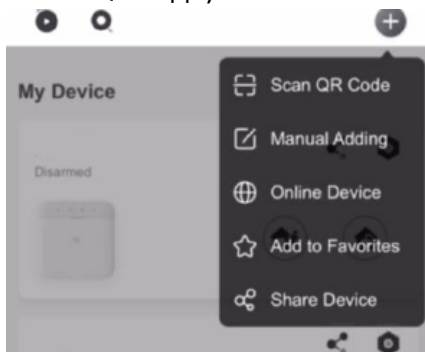 My Device
Scan QR Code
Manual Adding
Disarmed
Online Device
Add to Favorites
Share Device